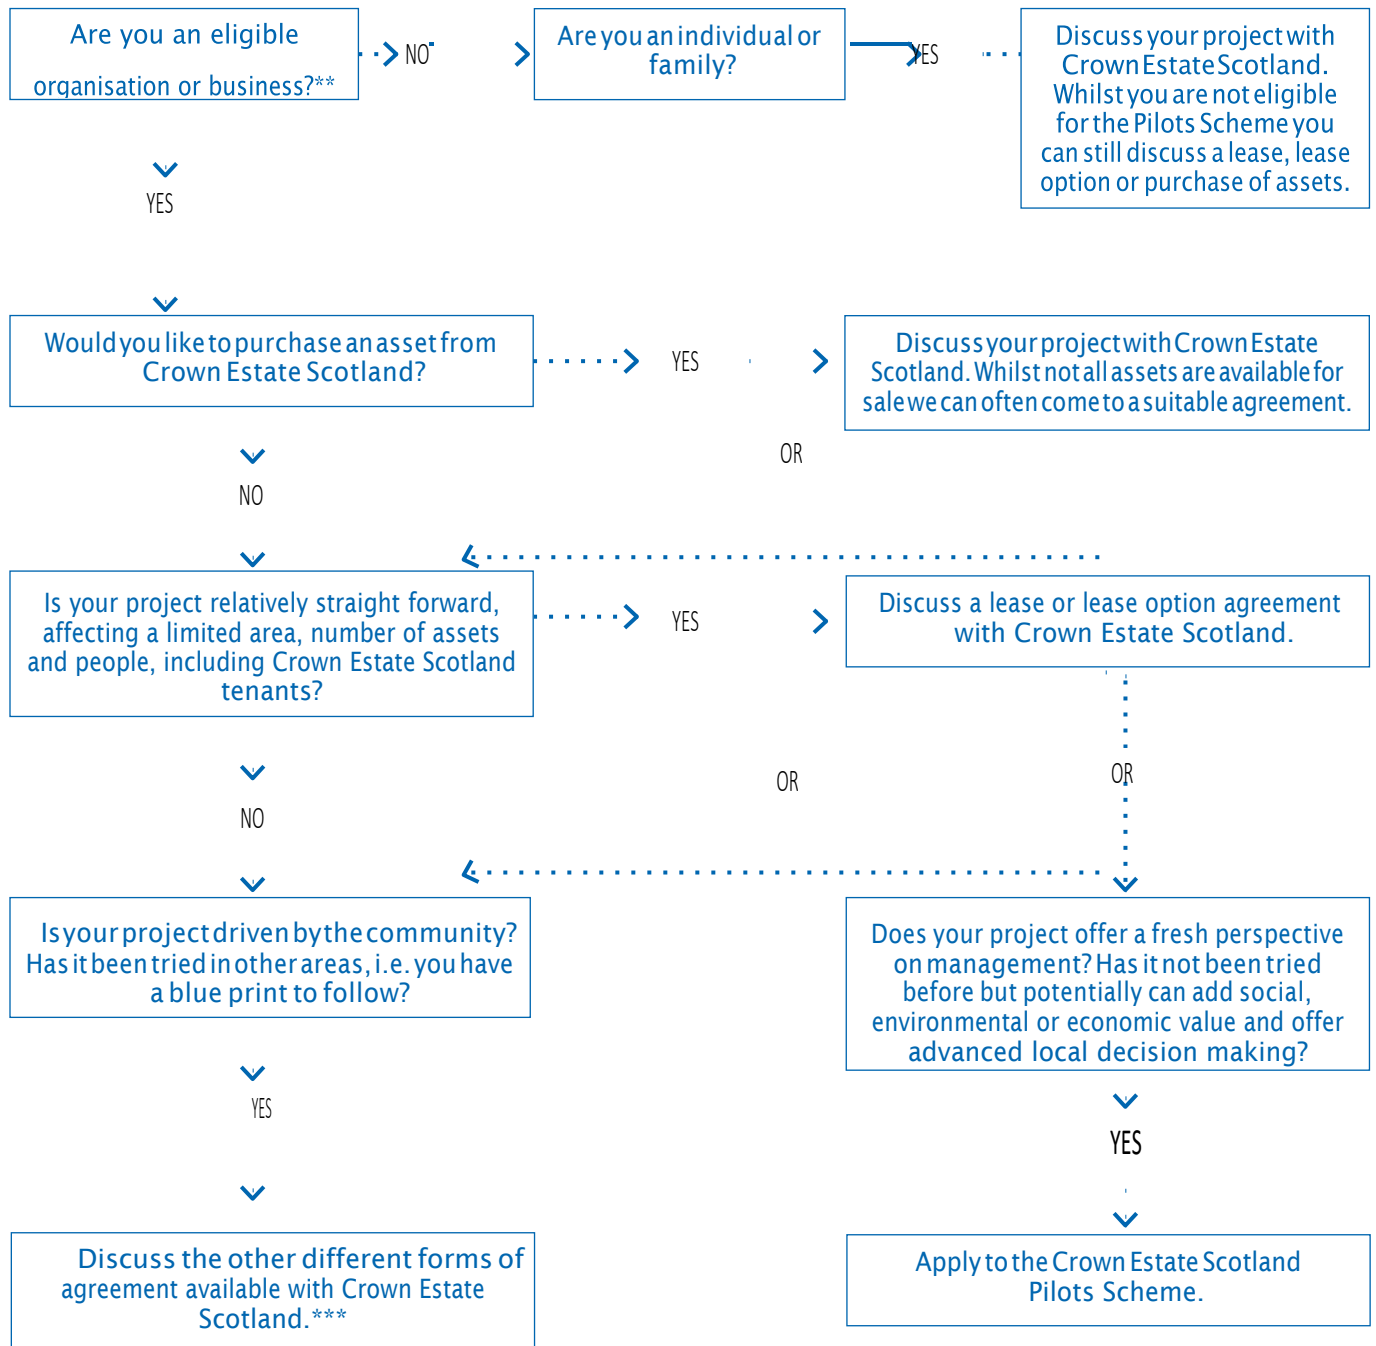 Are you an eligible
organisation or business?**
NO
Are you an individual or
family?
YES
Discuss your project with
Crown Estate Scotland.
Whilst you are not eligible
for the Pilots Scheme you
can still discuss a lease, lease
option or purchase of assets.
YES
Would you like to purchase an asset from
Crown Estate Scotland?
YES
Discuss your project with Crown Estate
Scotland. Whilst not all assets are available for
sale we can often come to a suitable agreement.
OR
NO
Is your project relatively straight forward,
affecting a limited area, number of assets
and people, including Crown Estate Scotland
tenants?
YES
Discuss a lease or lease option agreement
with Crown Estate Scotland.
OR
OR
NO
Is your project driven by the community?
Has it been tried in other areas, i.e. you have
a blue print to follow?
Does your project offer a fresh perspective
on management? Has it not been tried
before but potentially can add social,
environmental or economic value and offer
advanced local decision making?
YES
YES
Discuss the other different forms of
agreement available with Crown Estate
Scotland.***
Apply to the Crown Estate Scotland
Pilots Scheme.